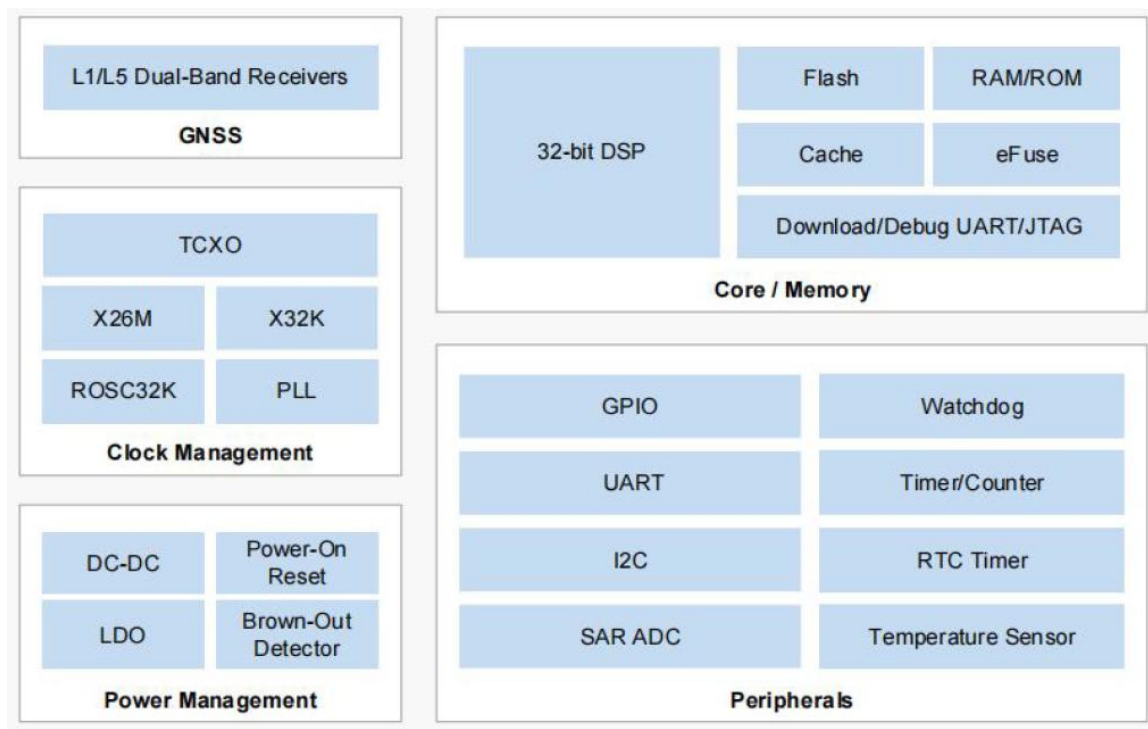 L1/L5 Dual-Band Receivers
GNSS
TCXO
X26M
X32K
ROSC32K
PLL
Clock Management
DC-DC
Power-On
Reset
LDO
Brown-Out
Detector
Power Management
32-bit DSP
Flash
RAM/ROM
Cache
eFuse
Download/Debug UART/JTAG
Core / Memory
GPIO
Watchdog
UART
Timer/Counter
I2C
RTC Timer
SAR ADC
Temperature Sensor
Peripherals